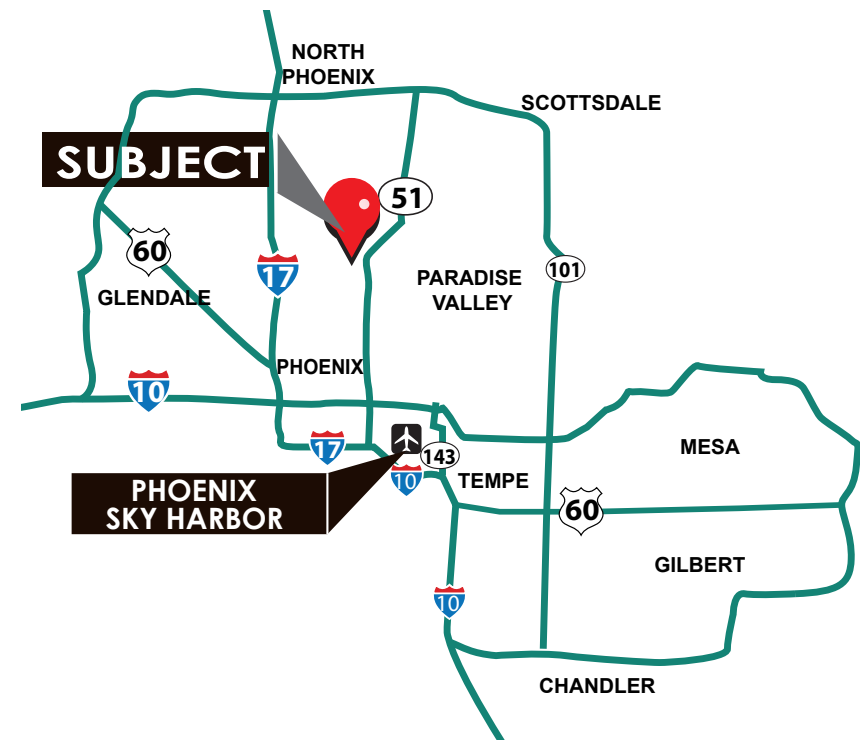 NORTH
PHOENIX
SCOTTSDALE
SUBJECT
51
60
17
GLENDALE
PARADISE
VALLEY
101
PHOENIX
10
17
143
MESA
10
TEMPE
PHOENIX
SKY HARBOR
60
GILBERT
10
CHANDLER